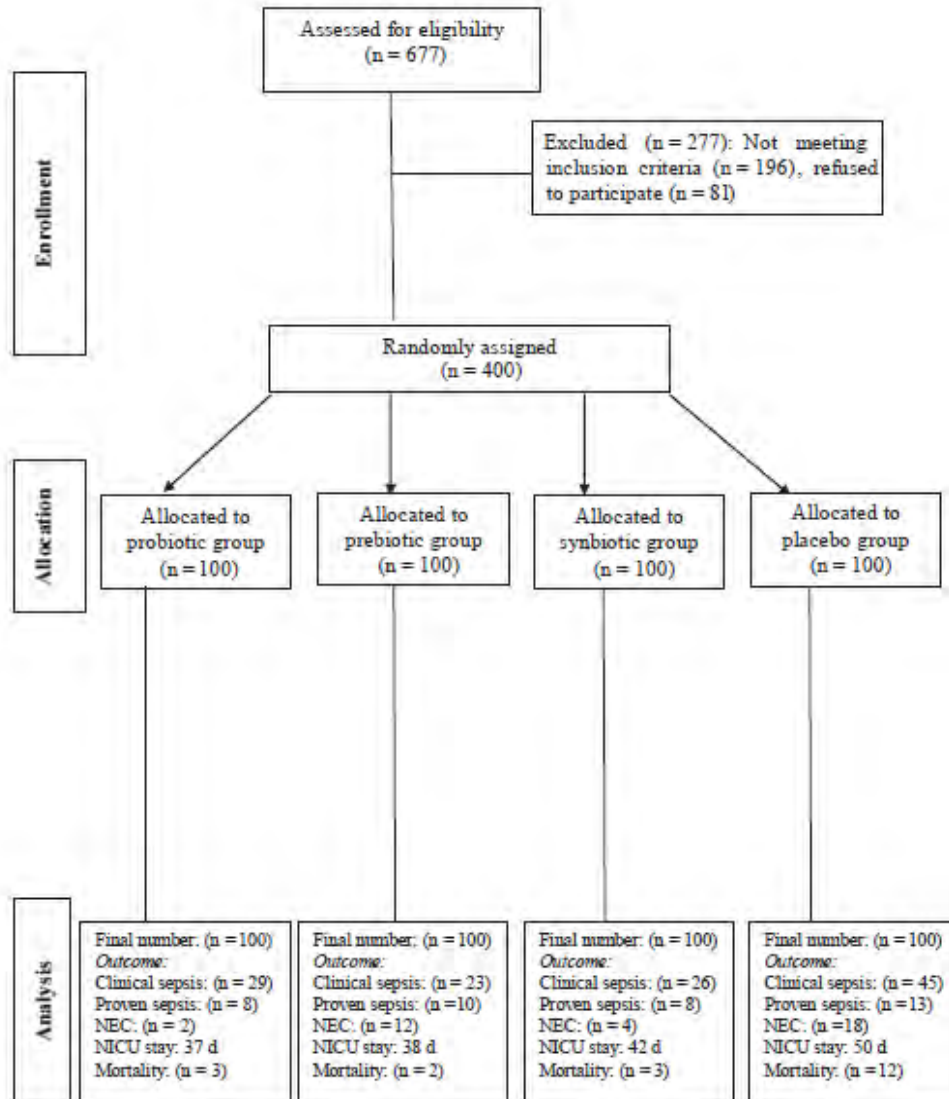 Assessed for eligibility
(n = 677)
Enrollment
Excluded (n = 277): Not meeting
inclusion criteria (n = 196), refused
to participate (n = 81)
Randomly assigned
(n = 400)
Allocation
Allocated to
probiotic group
(n = 100)
Allocated to
prebiotic group
(n = 100)
Allocated to
synbiotic group
(n = 100)
Allocated to
placebo group
(n = 100)
Analysis
Final number: (n = 100)
Outcome:
Clinical sepsis: (n = 29)
Proven sepsis: (n = 8)
NEC: (n = 2)
NICU stay: 37 d
Mortality: (n = 3)
Final number: (n = 100)
Outcome:
Clinical sepsis: (n = 23)
Proven sepsis: (n = 10)
NEC: (n = 12)
NICU stay: 38 d
Mortality: (n = 2)
Final number: (n = 100)
Outcome:
Clinical sepsis: (n = 26)
Proven sepsis: (n = 8)
NEC: (n = 4)
NICU stay: 42 d
Mortality: (n = 3)
Final number: (n = 100)
Outcome:
Clinical sepsis: (n = 45)
Proven sepsis: (n = 13)
NEC: (n = 18)
NICU stay: 50 d
Mortality: (n = 12)